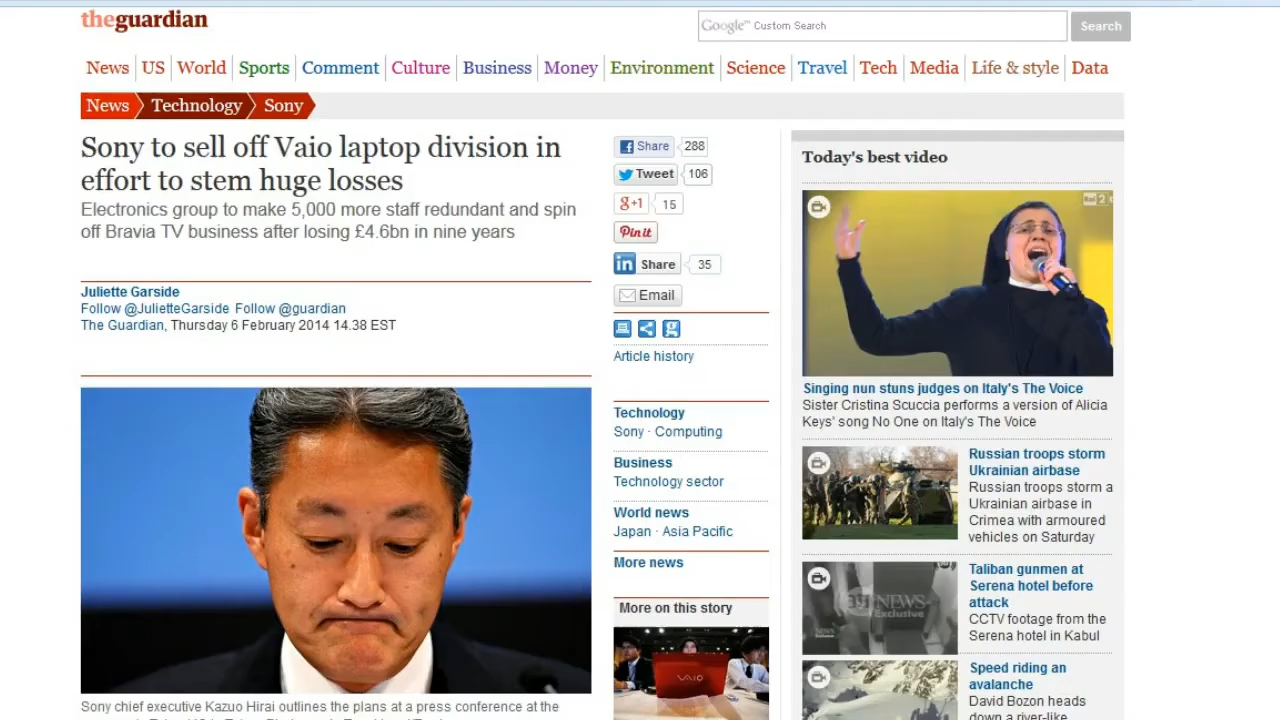 theguardian
Google™ Custom Search
Search
News
US
World
Sports
Comment
Culture
Business
Money
Environment
Science
Travel
Tech
Media
Life & style
Data
News
Technology
Sony
Sony to sell off Vaio laptop division in
effort to stem huge losses
Electronics group to make 5,000 more staff redundant and spin
off Bravia TV business after losing £4.6bn in nine years
Juliette Garside
Follow @JulietteGarside Follow @guardian
The Guardian, Thursday 6 February 2014 14.38 EST
Sony chief executive Kazuo Hirai outlines the plans at a press conference at the
Share 288
Tweet 106
g+1 15
Pin it
in Share 35
Email
Article history
Technology
Sony · Computing
Business
Technology sector
World news
Japan · Asia Pacific
More news
More on this story
VAIO
Today's best video
Singing nun stuns judges on Italy's The Voice
Sister Cristina Scuccia performs a version of Alicia
Keys' song No One on Italy's The Voice
Russian troops storm
Ukrainian airbase
Russian troops storm a
Ukrainian airbase in
Crimea with armoured
vehicles on Saturday
NEWS
Exclusive
Taliban gunmen at
Serena hotel before
attack
CCTV footage from the
Serena hotel in Kabul
Speed riding an
avalanche
David Bozon heads
down a river-like